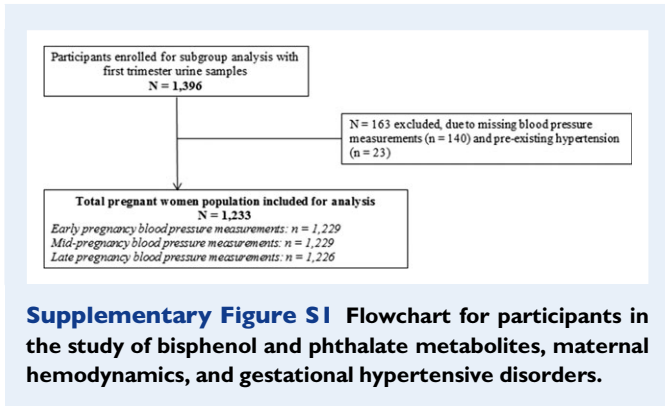 Participants enrolled for subgroup analysis with
first trimester urine samples
N = 1,396
N = 163 excluded, due to missing blood pressure
measurements (n = 140) and pre-existing hypertension
(n = 23)
Total pregnant women population included for analysis
N = 1,233
Early pregnancy blood pressure measurements: n = 1,229
Mid-pregnancy blood pressure measurements: n = 1,229
Late pregnancy blood pressure measurements: n = 1,226
Supplementary Figure S1 Flowchart for participants in
the study of bisphenol and phthalate metabolites, maternal
hemodynamics, and gestational hypertensive disorders.